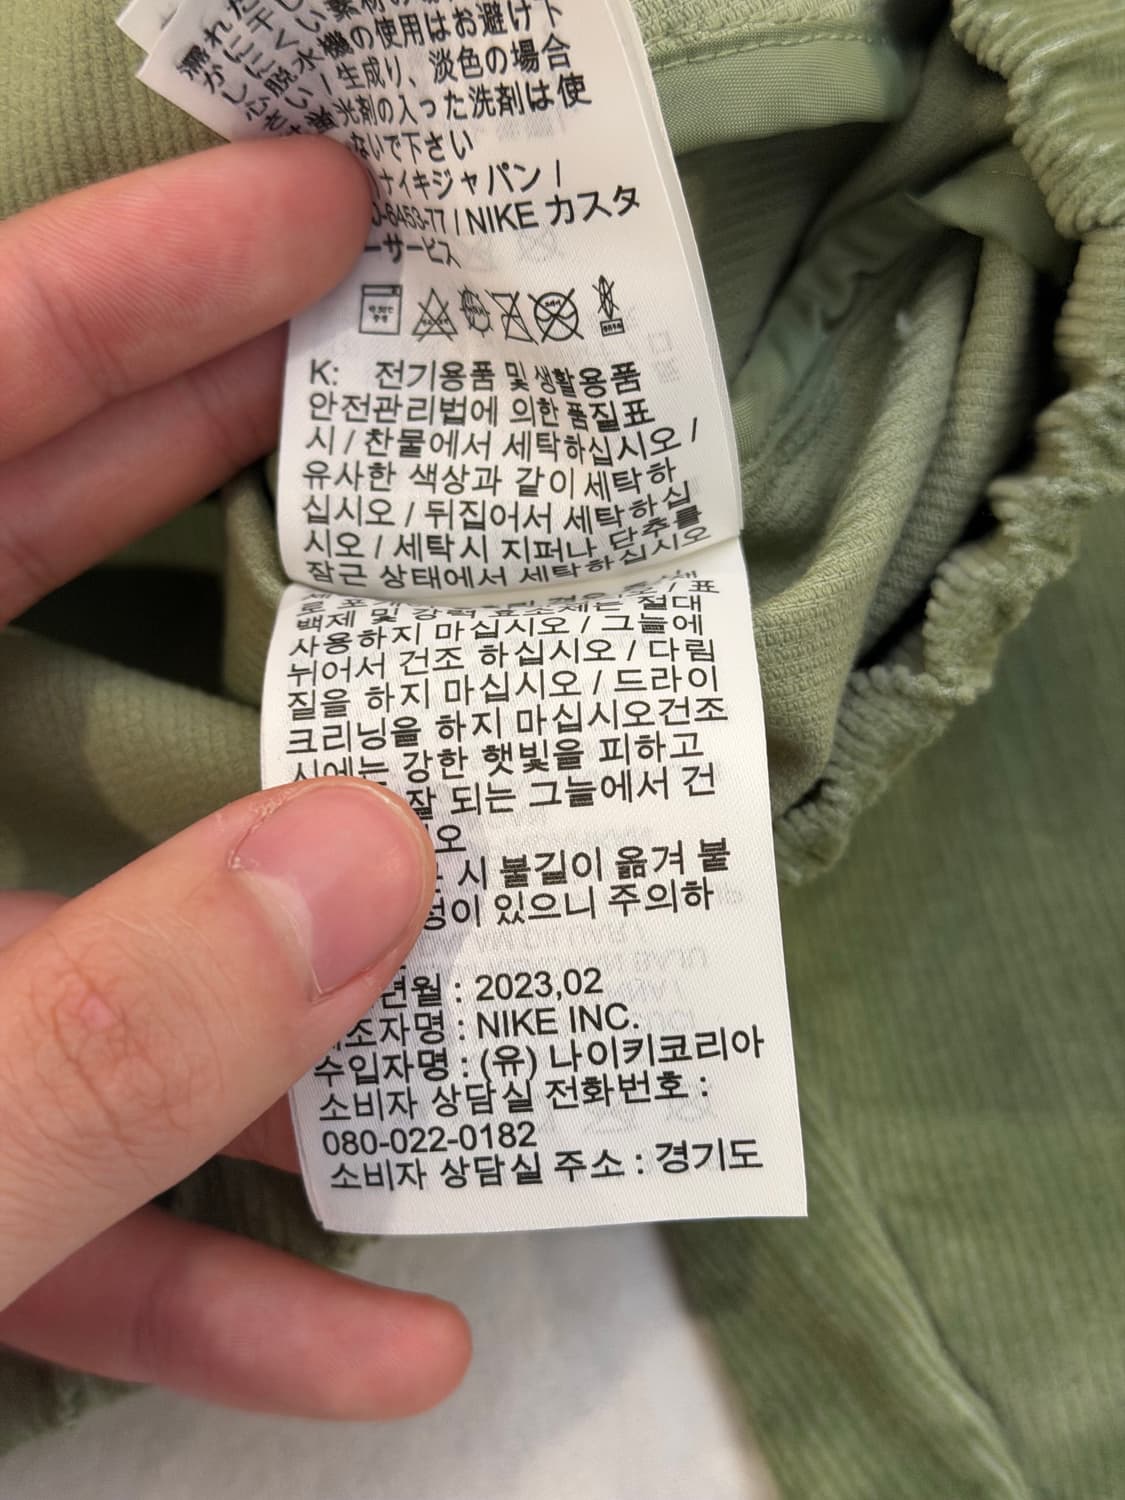 濡れた
脱水機の使用はお避け下
さい / 生成り、淡色の場合
蛍光剤の入った洗剤は使
ないで下さい
ナイキジャパン /
0-6453-77 / NIKE カスタ
ーサービス
K: 전기용품 및 생활용품
안전관리법에 의한 품질표
시 / 찬물에서 세탁하십시오 /
유사한 색상과 같이 세탁하
십시오 / 뒤집어서 세탁하십
시오 / 세탁시 지퍼나 단추를
잠근 상태에서 세탁하십시오
백제 및 강력 표소제는 절대
사용하지 마십시오 / 그늘에
뉘어서 건조 하십시오 / 다림
질을 하지 마십시오 / 드라이
크리닝을 하지 마십시오건조
시에는 강한 햇빛을 피하고
잘 되는 그늘에서 건
오
시 불길이 옮겨 붙
있으니 주의하
년월 : 2023,02
조자명 : NIKE INC.
수입자명 : (유) 나이키코리아
소비자 상담실 전화번호 :
080-022-0182
소비자 상담실 주소 : 경기도